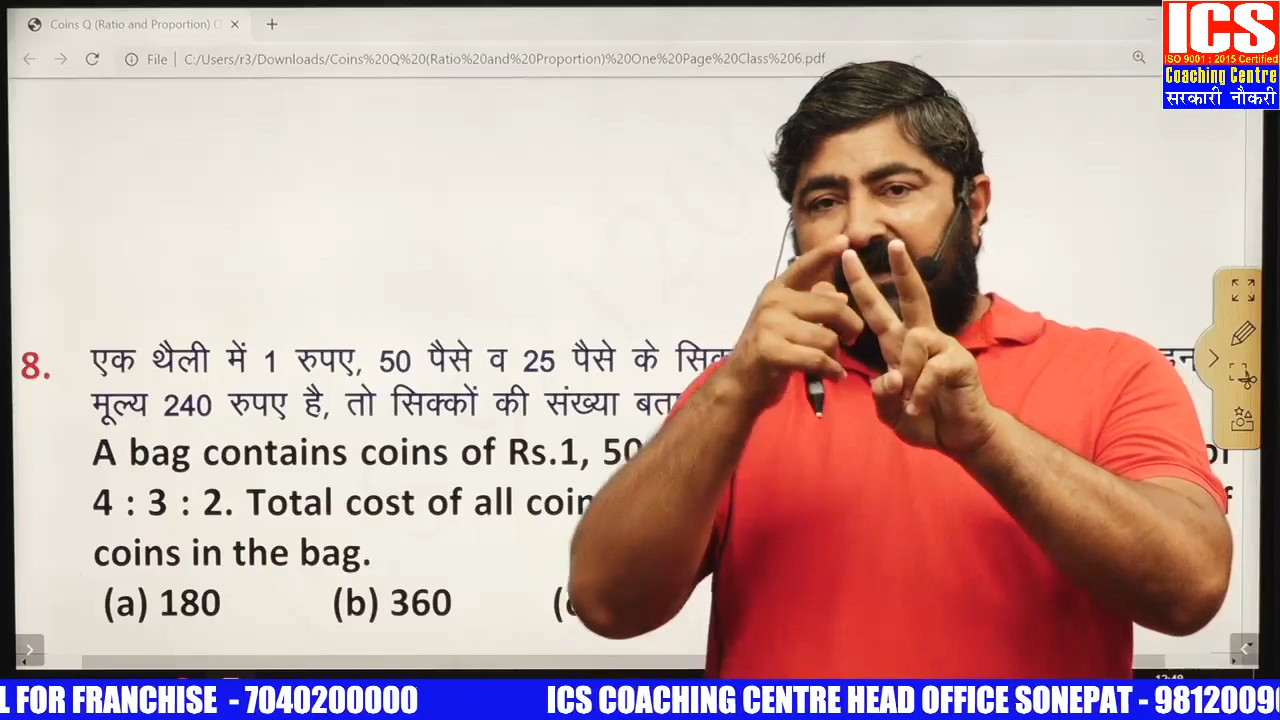 Coins Q (Ratio and Proportion) O
File C:/Users/r3/Downloads/Coins%20Q%20(Ratio%20and%20Proportion)%20One%20Page%20Class%206.pdf
ICS
ISO 9001 : 2015 Certified
Coaching Centre
सरकारी नौकरी
8. एक थैली में 1 रुपए, 50 पैसे व 25 पैसे के
मूल्य 240 रुपए है, तो सिक्कों की संख्या
A bag contains coins of Rs.1, 50
4 : 3 : 2. Total cost of all
coins in the bag.
(a) 180 (b) 360
FOR FRANCHISE - 7040200000 ICS COACHING CENTRE HEAD OFFICE SONEPAT -